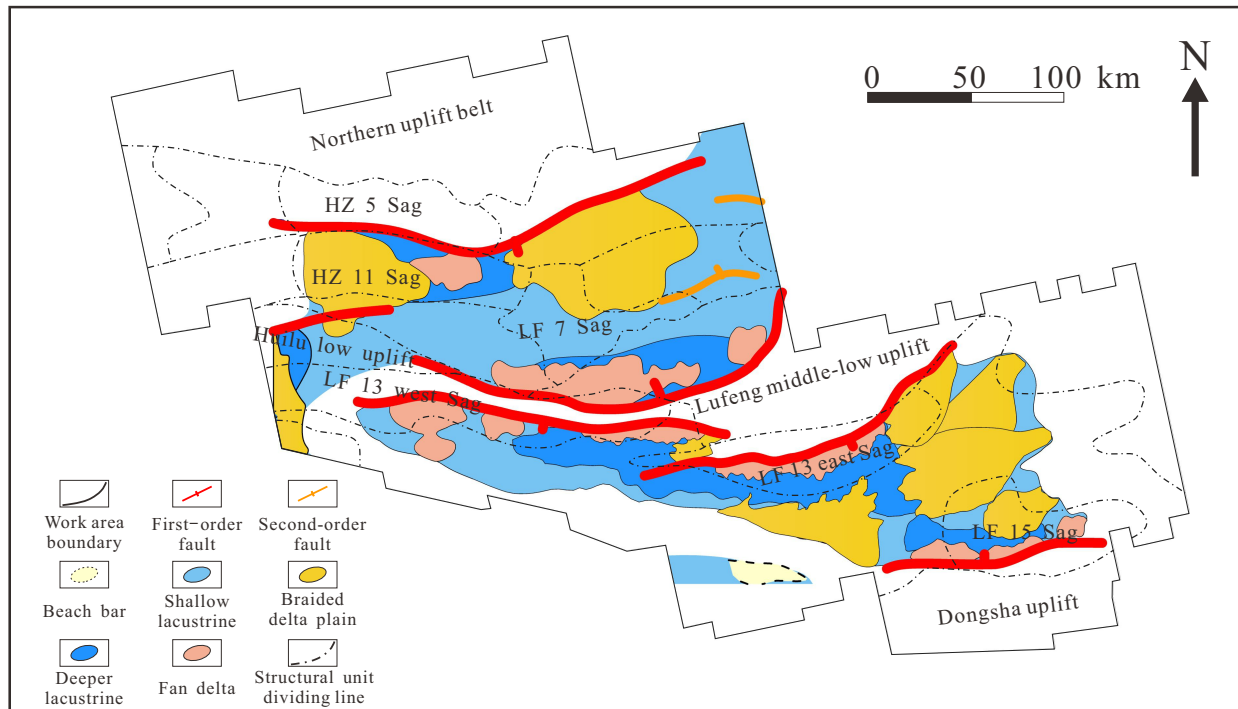 0 50 100 km
N
Northern uplift belt
HZ 5 Sag
HZ 11 Sag
LF 7 Sag
Huilu low uplift
LF 13 west Sag
Lufeng middle-low uplift
LF 13 east Sag
LF 15 Sag
Dongsha uplift
Work area
boundary
First-order
fault
Second-order
fault
Beach bar
Shallow
lacustrine
Braided
delta plain
Deeper
lacustrine
Fan delta
Structural unit
dividing line